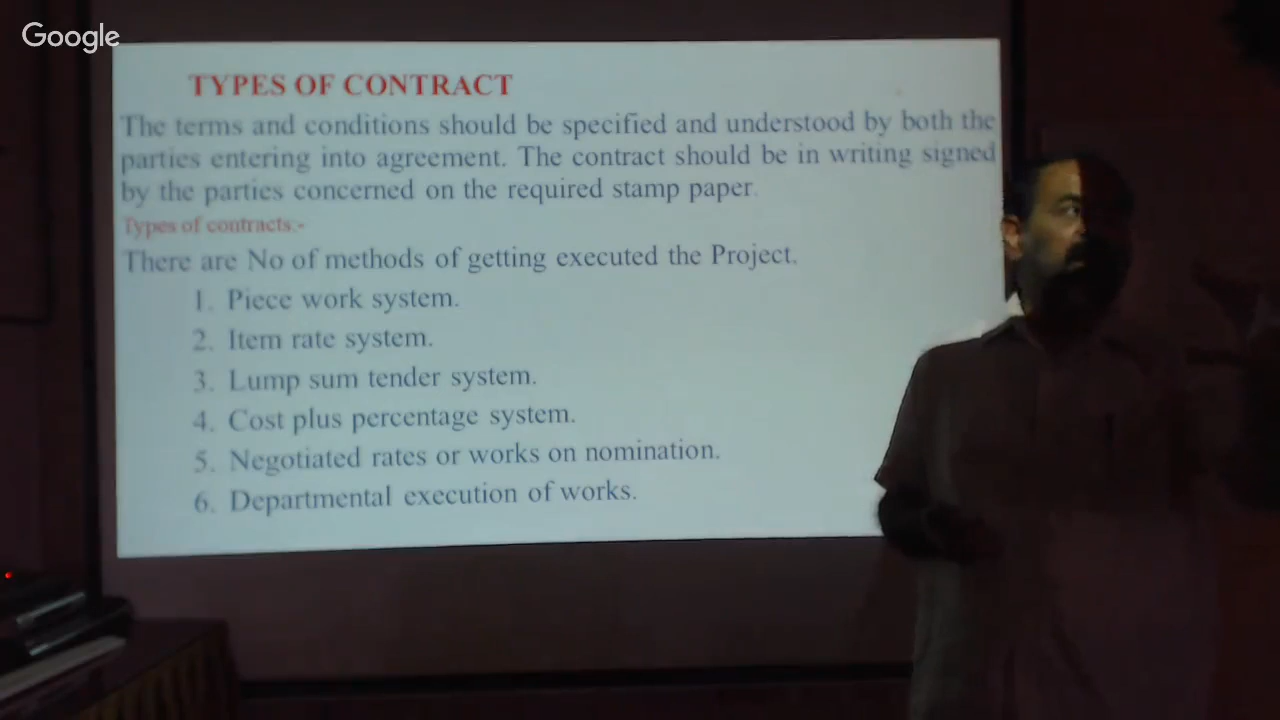 Google
TYPES OF CONTRACT
The terms and conditions should be specified and understood by both the
parties entering into agreement. The contract should be in writing signed
by the parties concerned on the required stamp paper.
Types of contracts:-
There are No of methods of getting executed the Project.
1. Piece work system.
2. Item rate system.
3. Lump sum tender system.
4. Cost plus percentage system.
5. Negotiated rates or works on nomination.
6. Departmental execution of works.